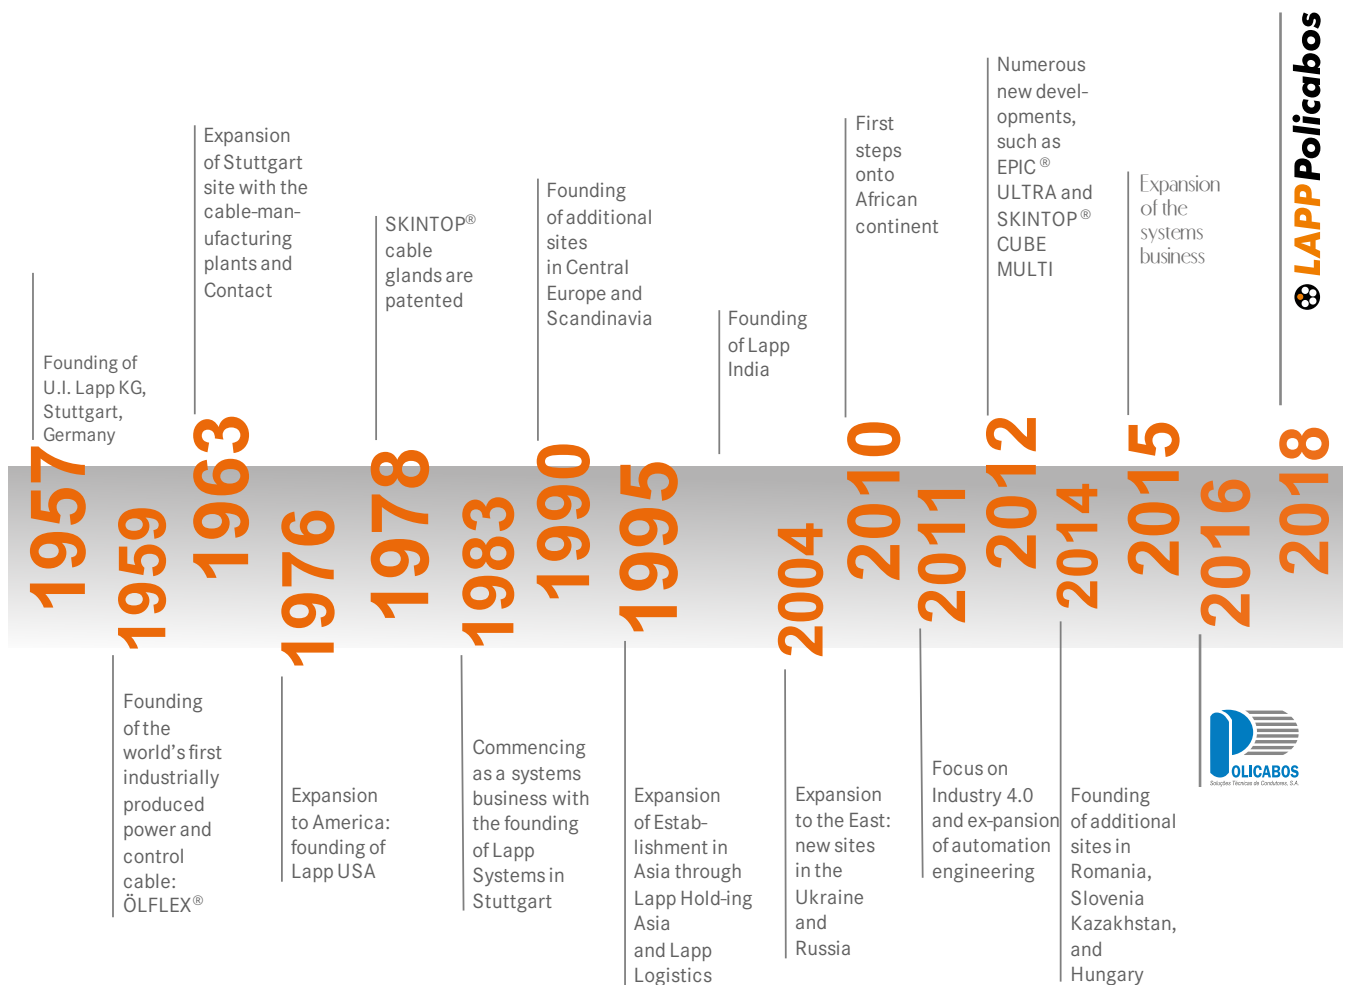 1957
Founding of
U.I. Lapp KG,
Stuttgart,
Germany
1959
Founding
of the
world’s first
industrially
produced
power and
control
cable:
ÖLFLEX®
1963
Expansion
of Stuttgart
site with the
cable-man-
ufacturing
plants and
Contact
1976
Expansion
to America:
founding of
Lapp USA
1978
SKINTOP®
cable
glands are
patented
1983
Commencing
as a systems
business with
the founding
of Lapp
Systems in
Stuttgart
1990
Founding
of additional
sites
in Central
Europe and
Scandinavia
1995
Expansion
of Estab-
lishment in
Asia through
Lapp Hold-ing
Asia
and Lapp
Logistics
Founding
of Lapp
India
2004
Expansion
to the East:
new sites
in the
Ukraine
and
Russia
2010
First
steps
onto
African
continent
2011
Focus on
Industry 4.0
and ex-pansion
of automation
engineering
2012
Numerous
new devel-
opments,
such as
EPIC®
ULTRA and
SKINTOP®
CUBE
MULTI
2014
Founding
of additional
sites in
Romania,
Slovenia
Kazakhstan,
and
Hungary
2015
Expansion
of the
systems
business
2016
POLICABOS
Soluções Técnicas de Condutores, S.A.
2018
LAPP Policabos